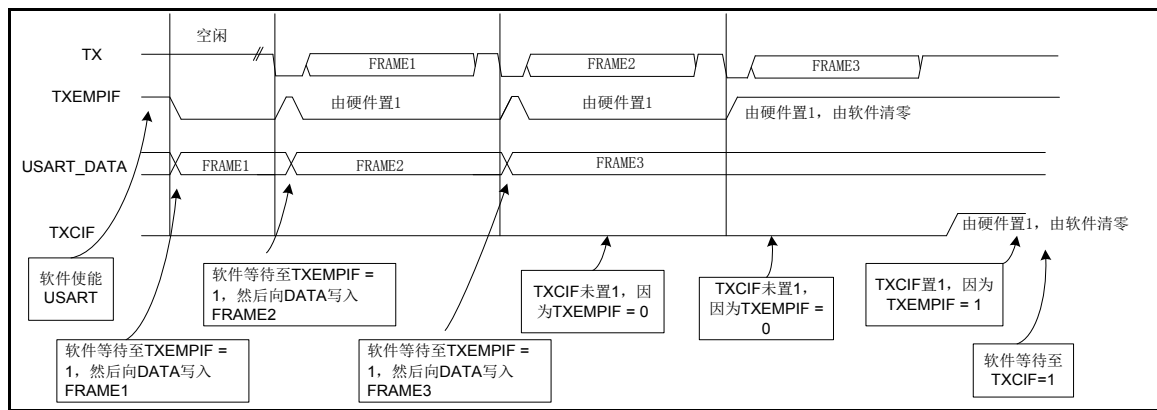 空闲
TX
FRAME1
FRAME2
FRAME3
TXEMPIF
由硬件置1
由硬件置1
由硬件置1，由软件清零
USART_DATA
FRAME1
FRAME2
FRAME3
TXCIF
由硬件置1，由软件清零
软件使能
USART
软件等待至TXEMPIF =
1，然后向DATA写入
FRAME2
TXCIF未置1，因
为TXEMPIF = 0
TXCIF未置1，
因为TXEMPIF =
0
TXCIF置1，因为
TXEMPIF = 1
软件等待至TXEMPIF =
1，然后向DATA写入
FRAME1
软件等待至TXEMPIF =
1，然后向DATA写入
FRAME3
软件等待至
TXCIF=1